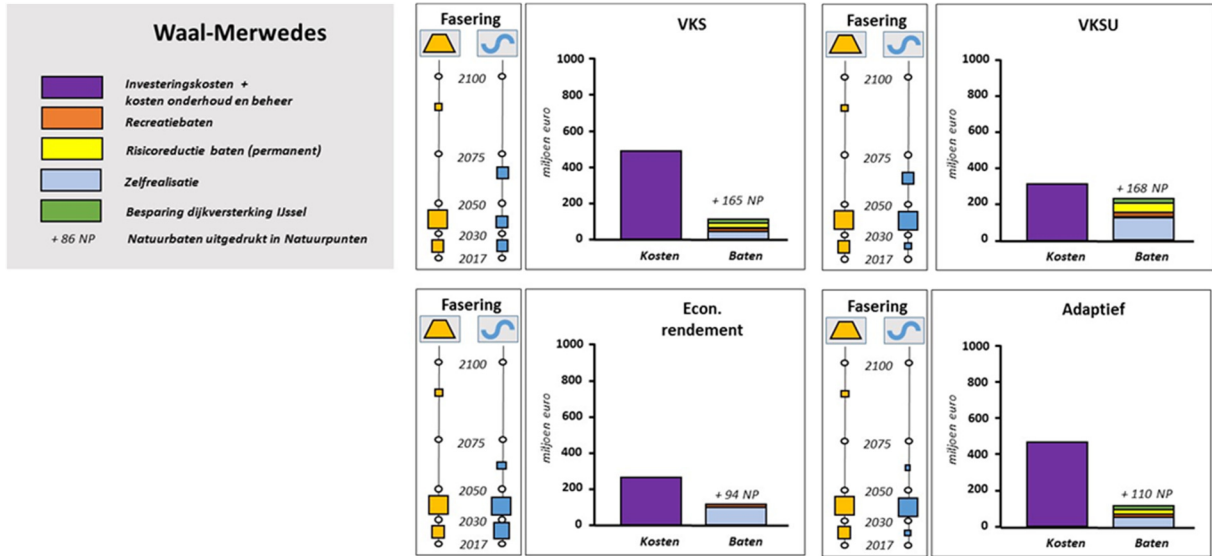 Waal-Merwedes
Investeringskosten +
kosten onderhoud en beheer
Recreatiebaten
Risicoreductie baten (permanent)
Zelfrealisatie
Besparing dijkversterking IJssel
+ 86 NP
Natuurbaten uitgedrukt in Natuurpunten
Fasering
2100
2075
2050
2030
2017
VKS
miljoen euro
1000
800
600
400
200
0
+ 165 NP
Kosten
Baten
Fasering
2100
2075
2050
2030
2017
VKSU
miljoen euro
1000
800
600
400
200
0
+ 168 NP
Kosten
Baten
Fasering
2100
2075
2050
2030
2017
Econ.
rendement
miljoen euro
1000
800
600
400
200
0
+ 94 NP
Kosten
Baten
Fasering
2100
2075
2050
2030
2017
Adaptief
miljoen euro
1000
800
600
400
200
0
+ 110 NP
Kosten
Baten